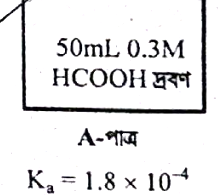 50mL 0.3M
HCOOH দ্রবণ
A-পাত্র
Kₐ = 1.8 × 10⁻⁴